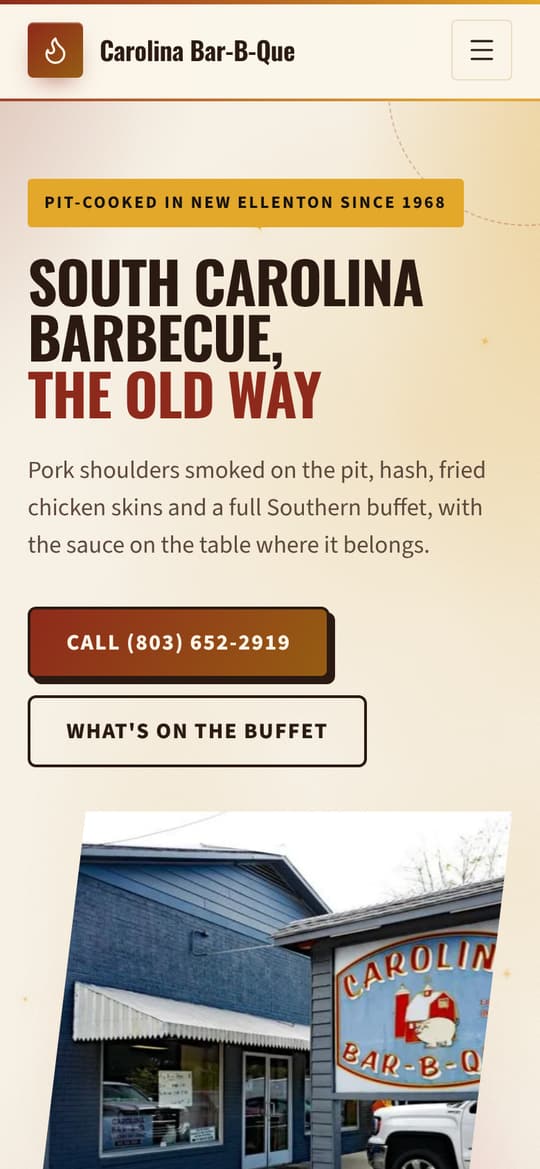 Carolina Bar-B-Que
PIT-COOKED IN NEW ELLENTON SINCE 1968
SOUTH CAROLINA
BARBECUE,
THE OLD WAY
Pork shoulders smoked on the pit, hash, fried
chicken skins and a full Southern buffet, with
the sauce on the table where it belongs.
CALL (803) 652-2919
WHAT'S ON THE BUFFET
CAROLIN
BAR-B-Q